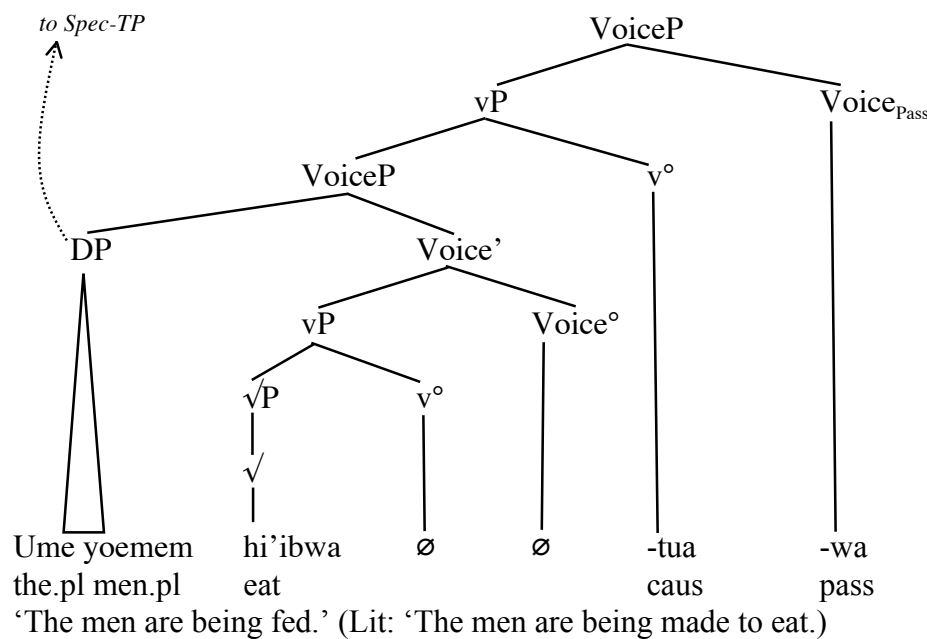 to Spec-TP
VoiceP
vP
Voice_Pass
VoiceP
v°
DP
Voice’
vP
Voice°
√P
v°
√
Ume yoemem hi’ibwa ∅ ∅ -tua -wa
the.pl men.pl eat caus pass
‘The men are being fed.’ (Lit: ‘The men are being made to eat.)